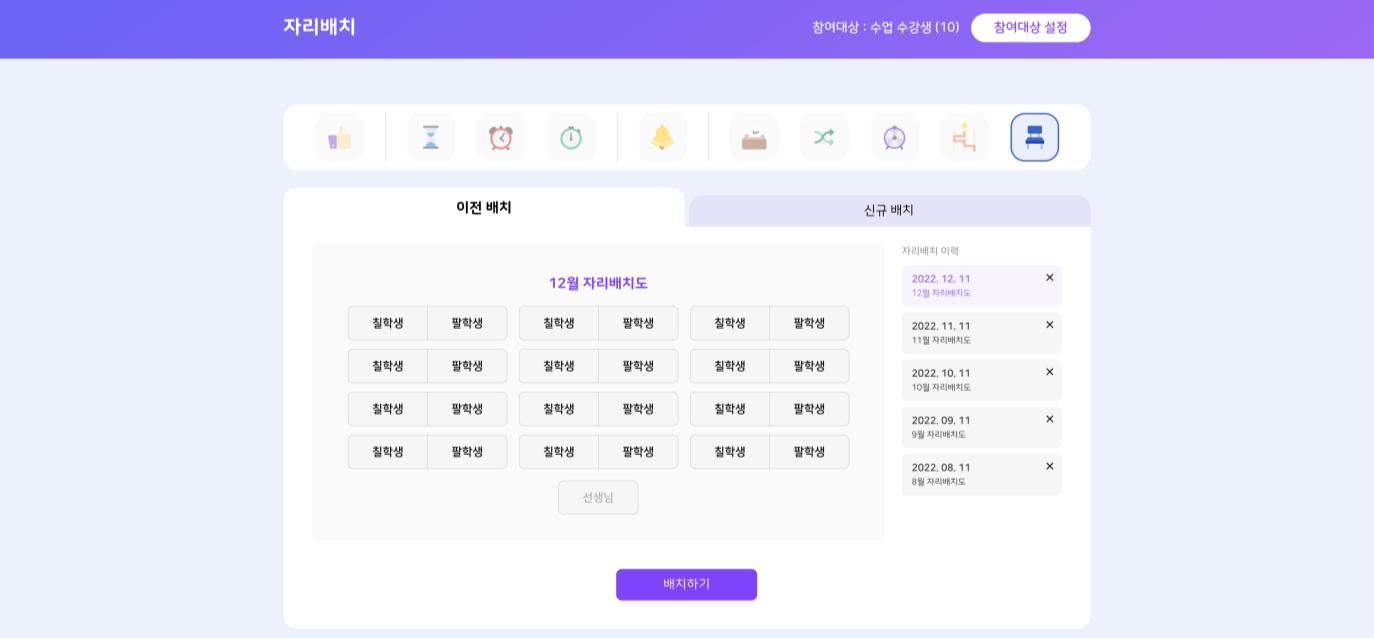 자리배치
참여대상 : 수업 수강생 (10)
참여대상 설정
이전 배치
신규 배치
12월 자리배치도
칠학생 팔학생 칠학생 팔학생 칠학생 팔학생
칠학생 팔학생 칠학생 팔학생 칠학생 팔학생
칠학생 팔학생 칠학생 팔학생 칠학생 팔학생
칠학생 팔학생 칠학생 팔학생 칠학생 팔학생
선생님
자리배치 이력
2022. 12. 11
12월 자리배치도
2022. 11. 11
11월 자리배치도
2022. 10. 11
10월 자리배치도
2022. 09. 11
9월 자리배치도
2022. 08. 11
8월 자리배치도
배치하기